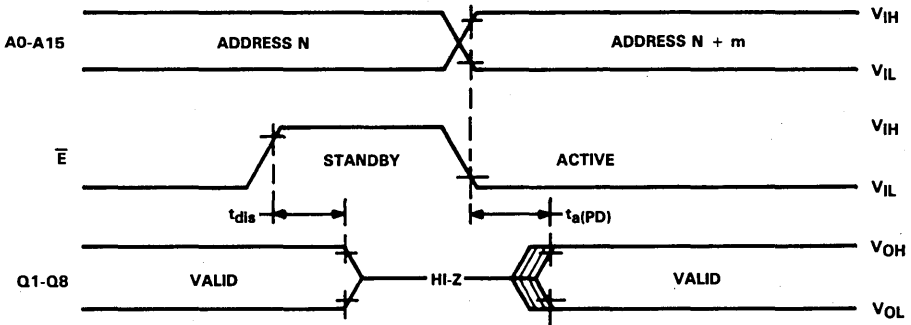 A0-A15 ADDRESS N ADDRESS N + m VIH
VIL
E STANDBY ACTIVE VIH
VIL
tdis ta(PD)
Q1-Q8 VALID HI-Z VALID VOH
VOL